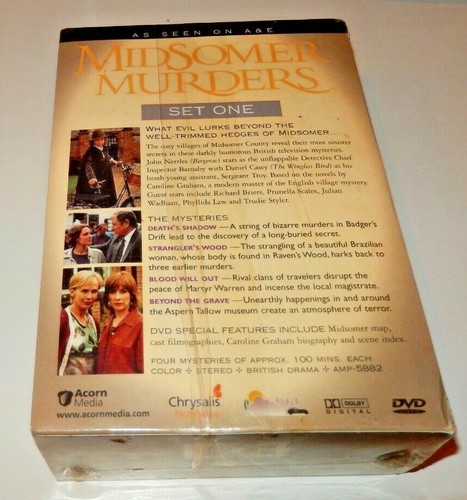 AS SEEN ON A&E
MIDSOMER
MURDERS
SET ONE
WHAT EVIL LURKS BEYOND THE
WELL-TRIMMED HEDGES OF MIDSOMER...
The cozy villages of Midsomer County reveal their most sinister
secrets in these darkly humorous British television mysteries.
John Nettles (Bergerac) stars as the unflappable Detective Chief
Inspector Barnaby with Daniel Casey (The Wingless Bird) as his
brash young assistant, Sergeant Troy. Based on the novels by
Caroline Graham, a modern master of the English village mystery.
Guest stars include Richard Briers, Prunella Scales, Julian
Wadham, Phyllida Law and Trudie Styler.
THE MYSTERIES
DEATH'S SHADOW — A string of bizarre murders in Badger's
Drift lead to the discovery of a long-buried secret.
STRANGLER'S WOOD — The strangling of a beautiful Brazilian
woman, whose body is found in Raven's Wood, harks back to
three earlier murders.
BLOOD WILL OUT — Rival clans of travelers disrupt the
peace of Martyr Warren and incense the local magistrate.
BEYOND THE GRAVE — Unearthly happenings in and around
the Aspern Tallow museum create an atmosphere of terror.
DVD SPECIAL FEATURES INCLUDE Midsomer map,
cast filmographies, Caroline Graham biography and scene index.
FOUR MYSTERIES OF APPROX. 100 MINS. EACH
COLOR + STEREO + BRITISH DRAMA + AMP-5882
Acorn
Media
www.acornmedia.com
Chrysalis
DOLBY
DIGITAL
DVD